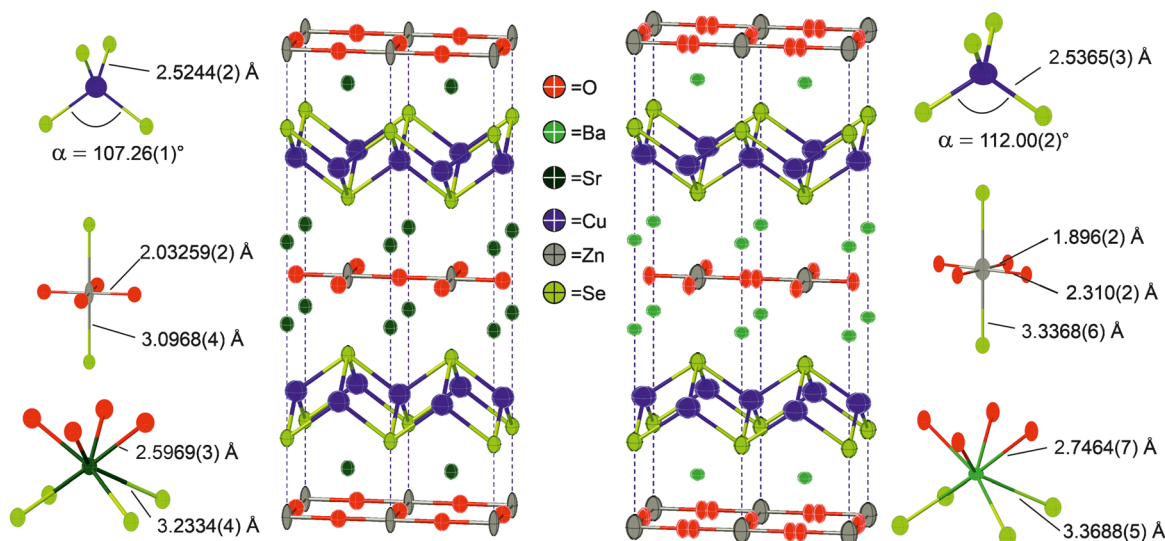 2.5244(2) Å
α = 107.26(1)°
2.03259(2) Å
3.0968(4) Å
2.5969(3) Å
3.2334(4) Å
=O
=Ba
=Sr
=Cu
=Zn
=Se
2.5365(3) Å
α = 112.00(2)°
1.896(2) Å
2.310(2) Å
3.3368(6) Å
2.7464(7) Å
3.3688(5) Å